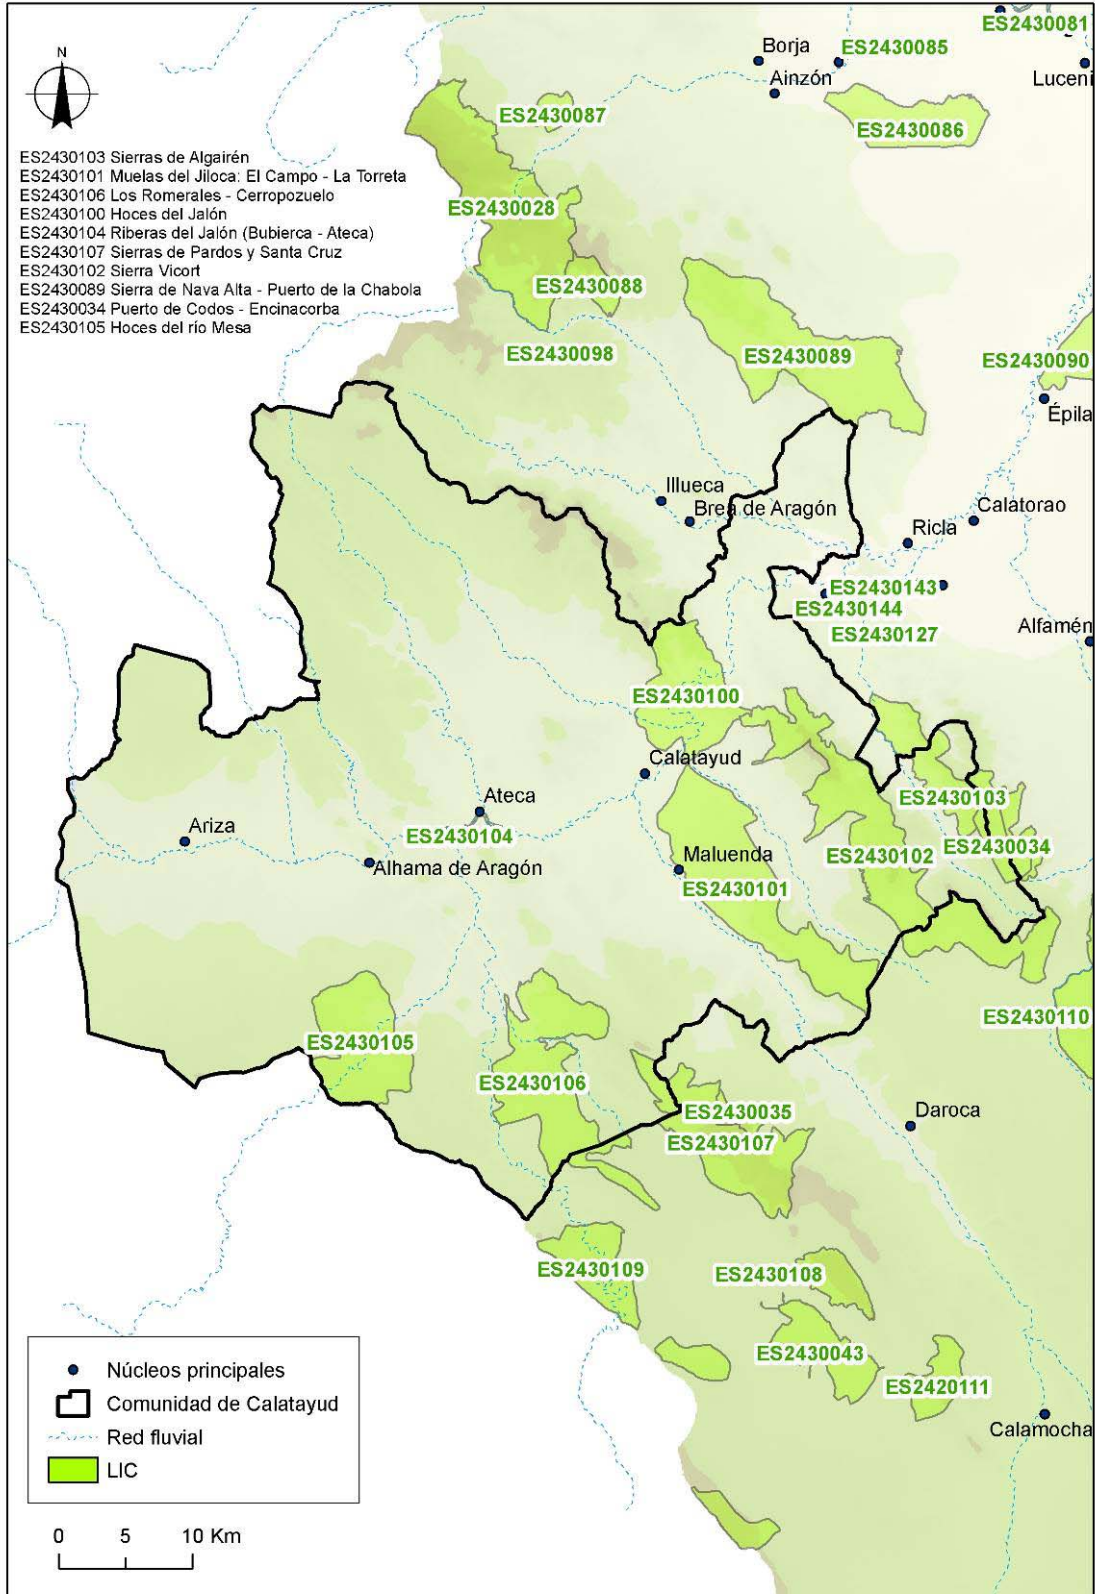 ES2430081
Borja
ES2430085
N
Ainzón
Luceni
ES2430087
ES2430086
ES2430103 Sierras de Algairén
ES2430101 Muelas del Jiloca: El Campo - La Torreta
ES2430106 Los Romerales - Cerropozuelo
ES2430100 Hoces del Jalón
ES2430104 Riberas del Jalón (Bubierca - Ateca)
ES2430107 Sierras de Pardos y Santa Cruz
ES2430102 Sierra Vicort
ES2430089 Sierra de Nava Alta - Puerto de la Chabola
ES2430034 Puerto de Codos - Encinacorba
ES2430105 Hoces del río Mesa
ES2430028
ES2430088
ES2430098
ES2430089
ES2430090
Épila
Illueca
Brea de Aragón
Calatorao
Ricla
ES2430143
ES2430144
ES2430127
Alfamén
ES2430100
Calatayud
Ateca
ES2430103
Ariza
ES2430104
ES2430034
Alhama de Aragón
Maluenda
ES2430102
ES2430101
ES2430110
ES2430105
ES2430106
ES2430035
Daroca
ES2430107
ES2430109
ES2430108
ES2430043
ES2420111
Calamocha
Núcleos principales
Comunidad de Calatayud
Red fluvial
LIC
0 5 10 Km